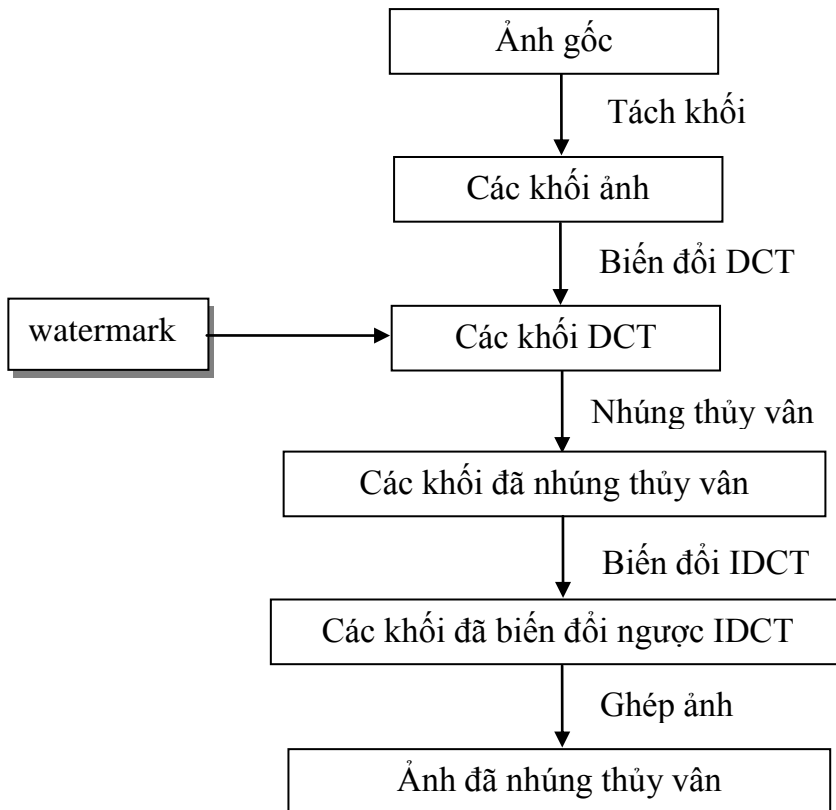 Ảnh gốc
Tách khối
Các khối ảnh
Biến đổi DCT
watermark
Các khối DCT
Nhúng thủy vân
Các khối đã nhúng thủy vân
Biến đổi IDCT
Các khối đã biến đổi ngược IDCT
Ghép ảnh
Ảnh đã nhúng thủy vân